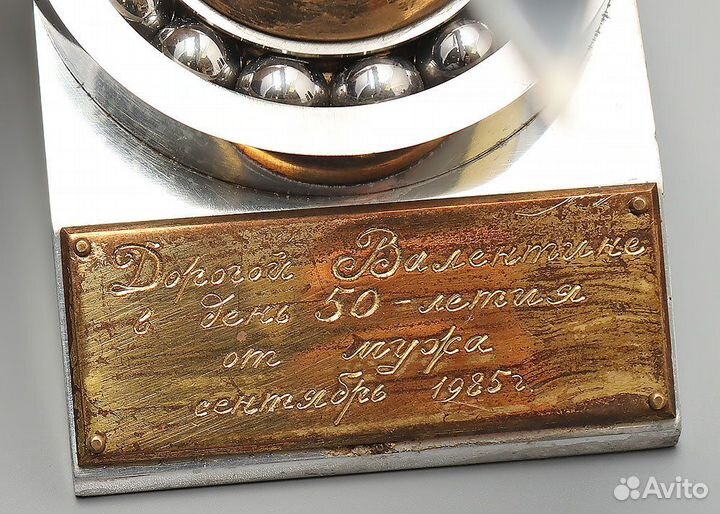 Дорогой Валентине
в день 50-летия
от мужа
сентябрь 1985г.
Avito